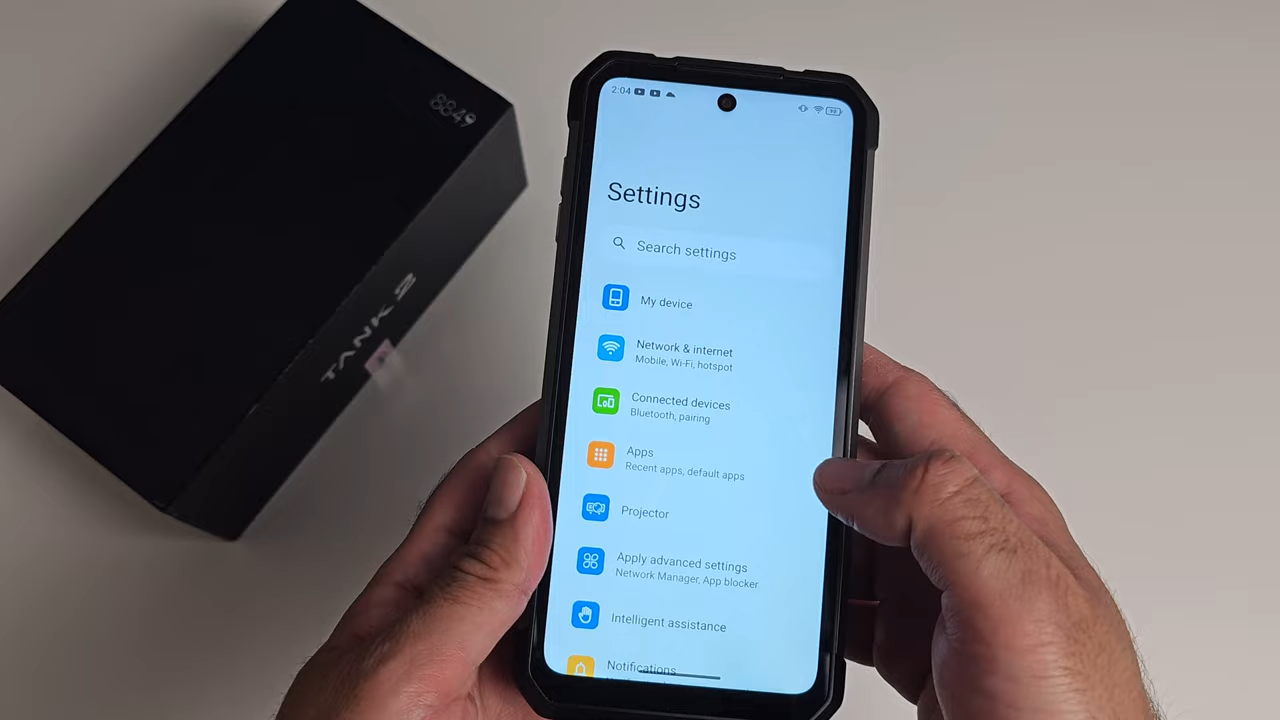 8849
TANK 2
2:04
Settings
Search settings
My device
Network & internet
Mobile, Wi-Fi, hotspot
Connected devices
Bluetooth, pairing
Apps
Recent apps, default apps
Projector
Apply advanced settings
Network Manager, App blocker
Intelligent assistance
Notifications